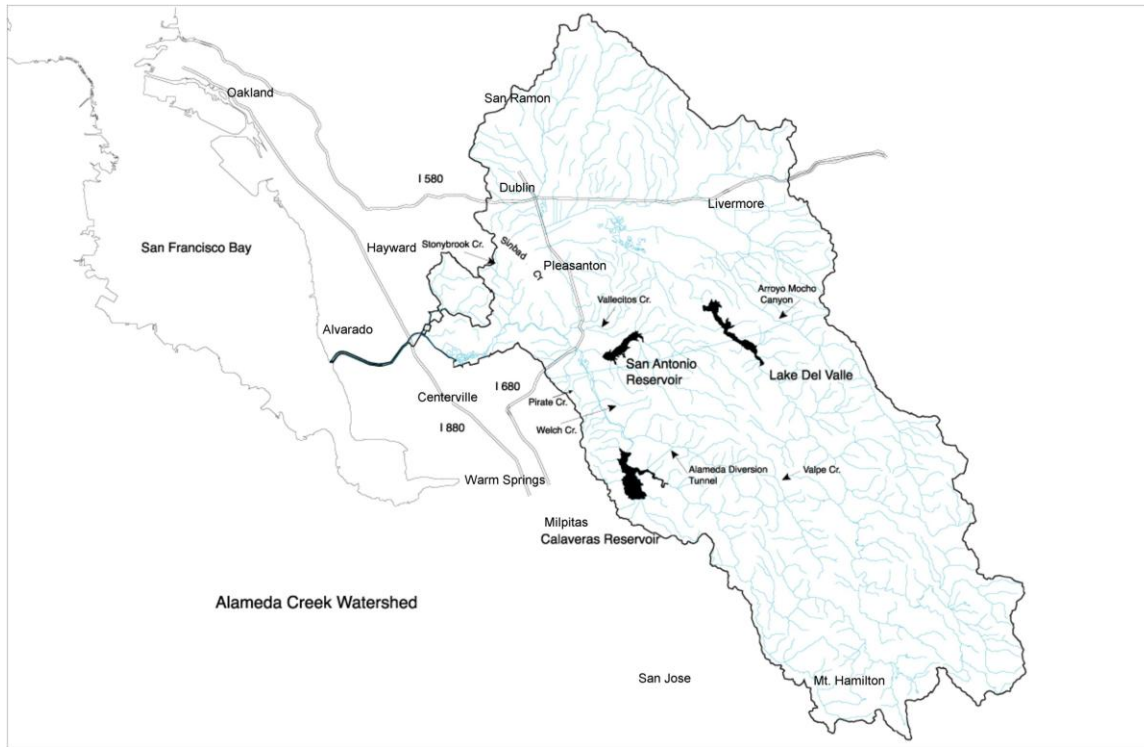 San Ramon
Oakland
I 580
Dublin
Livermore
San Francisco Bay
Hayward
Stonybrook Cr.
Sinbad
Cr.
Pleasanton
Vallecitos Cr.
Arroyo Mocho
Canyon
Alvarado
San Antonio
Reservoir
Lake Del Valle
I 680
Centerville
Pirate Cr.
I 880
Welch Cr.
Alameda Diversion
Tunnel
Valpe Cr.
Warm Springs
Milpitas
Calaveras Reservoir
Alameda Creek Watershed
San Jose
Mt. Hamilton